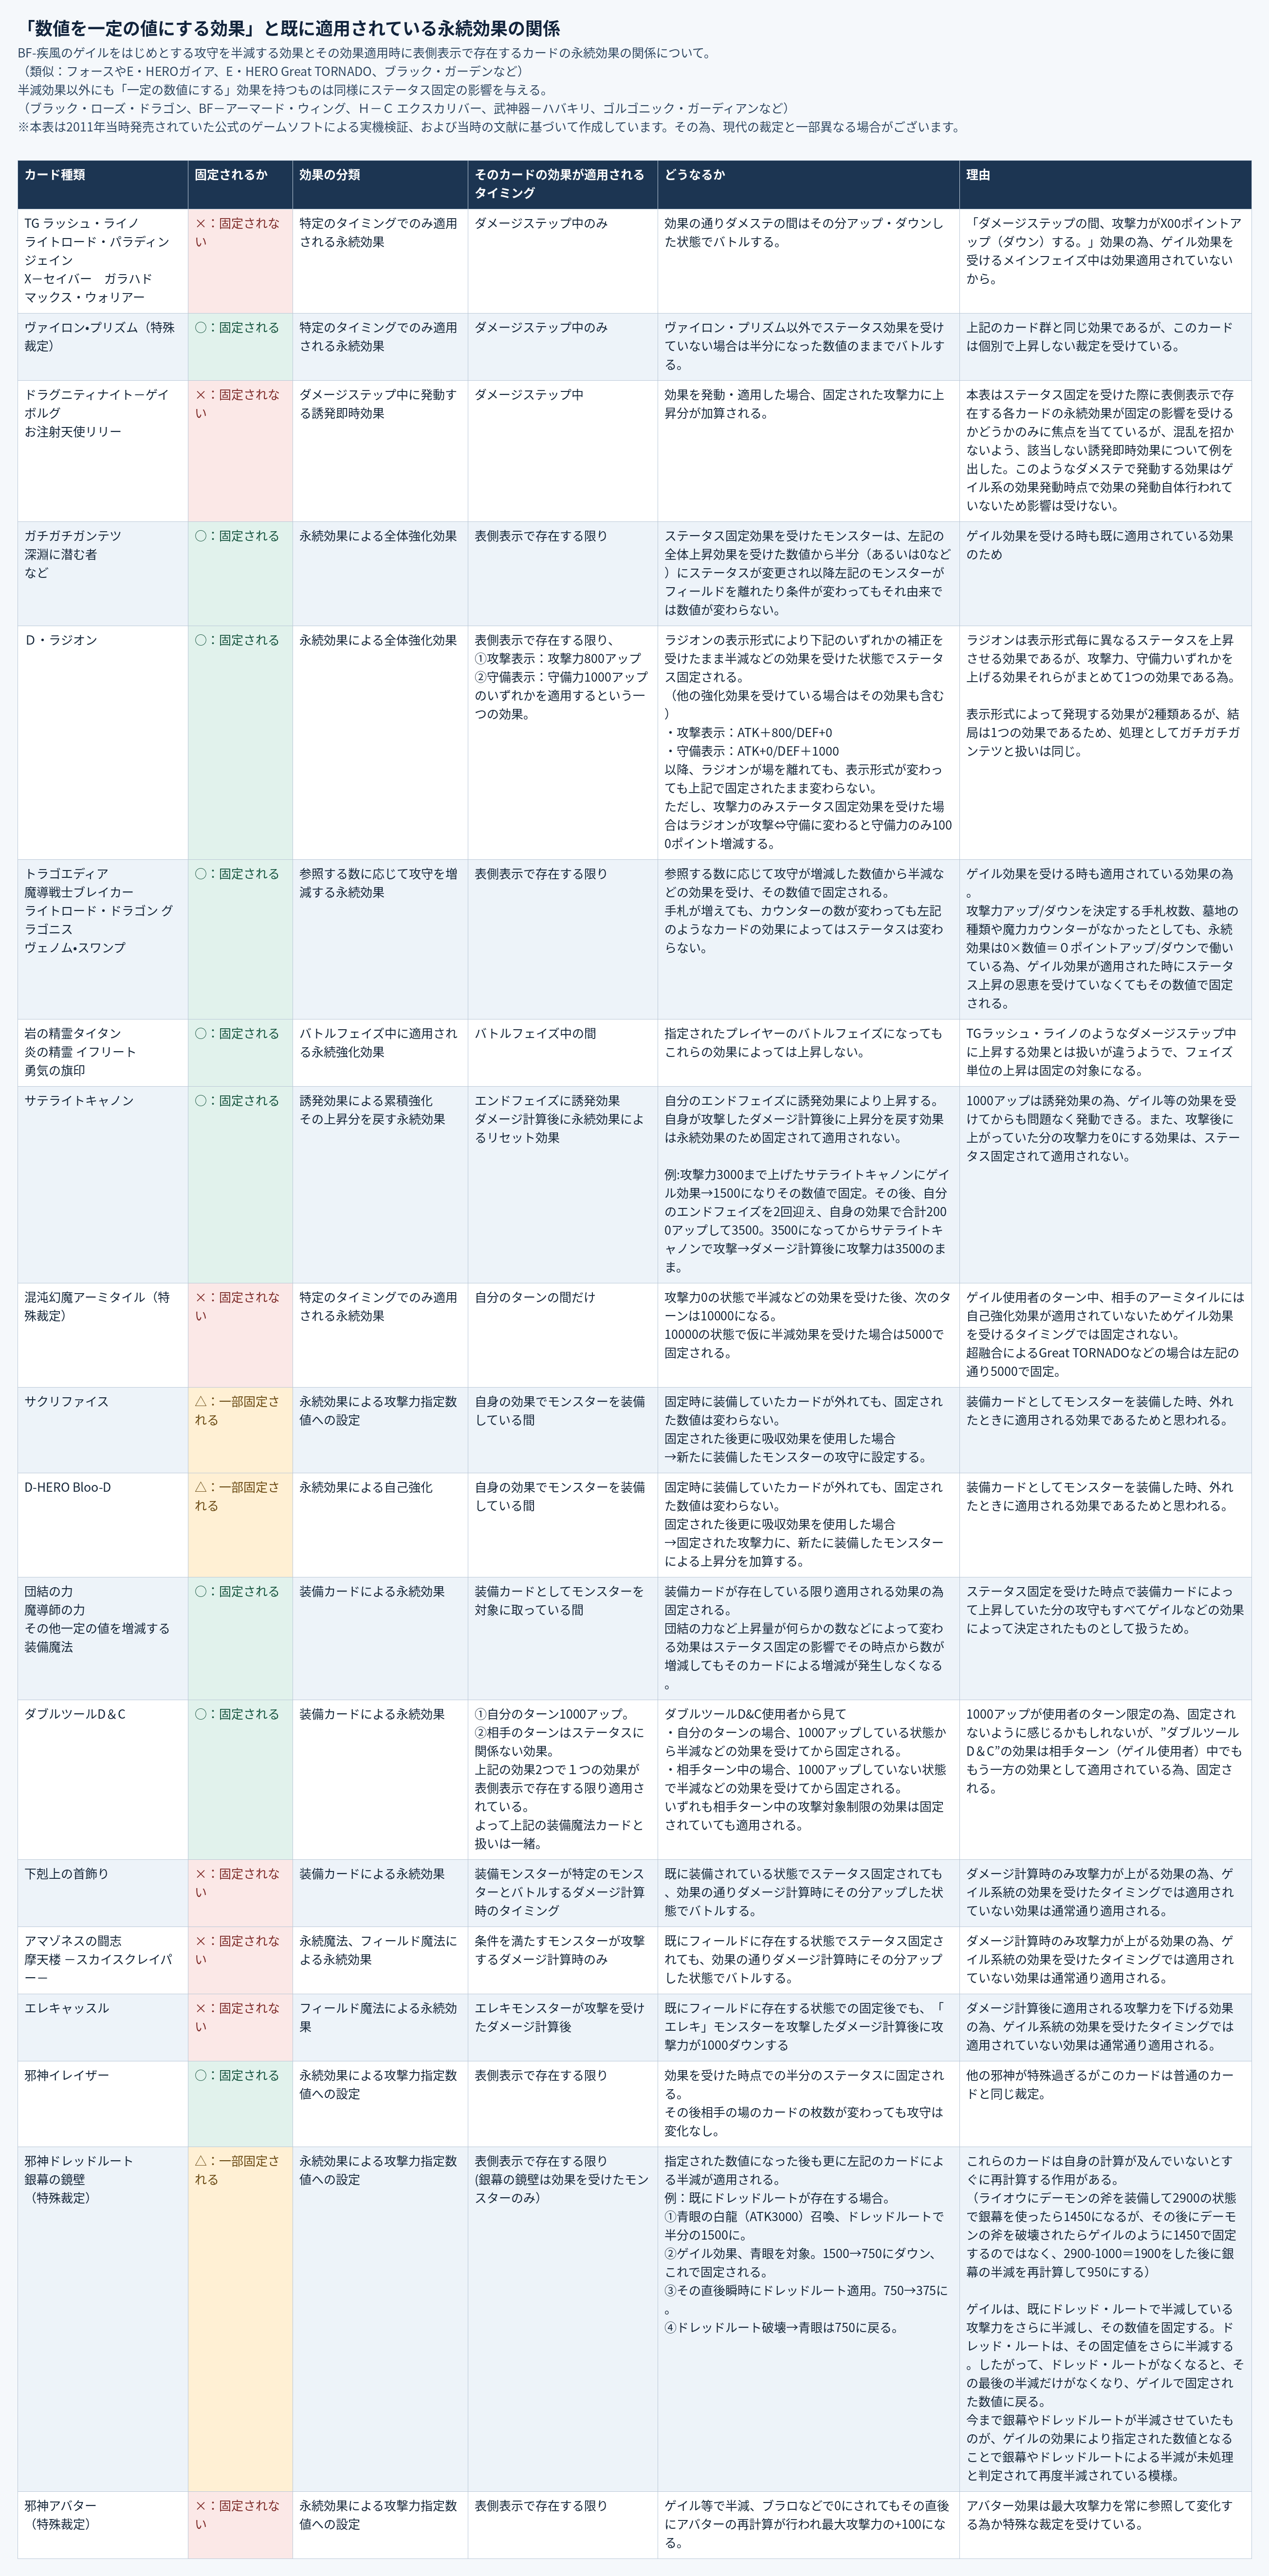 「数値を一定の値にする効果」と既に適用されている永続効果の関係
BF-疾風のゲイルをはじめとする攻守を半減する効果とその効果適用時に表側表示で存在するカードの永続効果の関係について。
（類似：フォースやE・HEROガイア、E・HERO Great TORNADO、ブラック・ガーデンなど）
半減効果以外にも「一定の数値にする」効果を持つものは同様にステータス固定の影響を与える。
（ブラック・ローズ・ドラゴン、BF－アーマード・ウィング、Ｈ－Ｃ エクスカリバー、武神器－ハバキリ、ゴルゴニック・ガーディアンなど）
※本表は2011年当時発売されていた公式のゲームソフトによる実機検証、および当時の文献に基づいて作成しています。その為、現代の裁定と一部異なる場合がございます。
カード種類
固定されるか
効果の分類
そのカードの効果が適用される
タイミング
どうなるか
理由
TG ラッシュ・ライノ
ライトロード・パラディン
ジェイン
X－セイバー　ガラハド
マックス・ウォリアー
×：固定されな
い
特定のタイミングでのみ適用
される永続効果
ダメージステップ中のみ
効果の通りダメステの間はその分アップ・ダウンし
た状態でバトルする。
「ダメージステップの間、攻撃力がX00ポイントア
ップ（ダウン）する。」効果の為、ゲイル効果を
受けるメインフェイズ中は効果適用されていない
から。
ヴァイロン•プリズム（特殊
裁定）
〇：固定される
特定のタイミングでのみ適用
される永続効果
ダメージステップ中のみ
ヴァイロン・プリズム以外でステータス効果を受け
ていない場合は半分になった数値のままでバトルす
る。
上記のカード群と同じ効果であるが、このカード
は個別で上昇しない裁定を受けている。
ドラグニティナイト－ゲイ
ボルグ
お注射天使リリー
×：固定されな
い
ダメージステップ中に発動す
る誘発即時効果
ダメージステップ中
効果を発動・適用した場合、固定された攻撃力に上
昇分が加算される。
本表はステータス固定を受けた際に表側表示で存
在する各カードの永続効果が固定の影響を受ける
かどうかのみに焦点を当てているが、混乱を招か
ないよう、該当しない誘発即時効果について例を
出した。このようなダメステで発動する効果はゲ
イル系の効果発動時点で効果の発動自体行われて
いないため影響は受けない。
ガチガチガンテツ
深淵に潜む者
など
〇：固定される
永続効果による全体強化効果
表側表示で存在する限り
ステータス固定効果を受けたモンスターは、左記の
全体上昇効果を受けた数値から半分（あるいは0など
）にステータスが変更され以降左記のモンスターが
フィールドを離れたり条件が変わってもそれ由来で
は数値が変わらない。
ゲイル効果を受ける時も既に適用されている効果
のため
Ｄ・ラジオン
〇：固定される
永続効果による全体強化効果
表側表示で存在する限り、
①攻撃表示：攻撃力800アップ
②守備表示：守備力1000アップ
のいずれかを適用するという一
つの効果。
ラジオンの表示形式により下記のいずれかの補正を
受けたまま半減などの効果を受けた状態でステータ
ス固定される。
（他の強化効果を受けている場合はその効果も含む
）
・攻撃表示：ATK＋800/DEF+0
・守備表示：ATK+0/DEF＋1000
以降、ラジオンが場を離れても、表示形式が変わっ
ても上記で固定されたまま変わらない。
ただし、攻撃力のみステータス固定効果を受けた場
合はラジオンが攻撃⇔守備に変わると守備力のみ100
0ポイント増減する。
ラジオンは表示形式毎に異なるステータスを上昇
させる効果であるが、攻撃力、守備力いずれかを
上げる効果それらがまとめて1つの効果である為。
表示形式によって発現する効果が2種類あるが、結
局は1つの効果であるため、処理としてガチガチガ
ンテツと扱いは同じ。
トラゴエディア
魔導戦士ブレイカー
ライトロード・ドラゴン グ
ラゴニス
ヴェノム•スワンプ
〇：固定される
参照する数に応じて攻守を増
減する永続効果
表側表示で存在する限り
参照する数に応じて攻守が増減した数値から半減な
どの効果を受け、その数値で固定される。
手札が増えても、カウンターの数が変わっても左記
のようなカードの効果によってはステータスは変わ
らない。
ゲイル効果を受ける時も適用されている効果の為
。
攻撃力アップ/ダウンを決定する手札枚数、墓地の
種類や魔力カウンターがなかったとしても、永続
効果は0×数値＝０ポイントアップ/ダウンで働い
ている為、ゲイル効果が適用された時にステータ
ス上昇の恩恵を受けていなくてもその数値で固定
される。
岩の精霊タイタン
炎の精霊 イフリート
勇気の旗印
〇：固定される
バトルフェイズ中に適用され
る永続強化効果
バトルフェイズ中の間
指定されたプレイヤーのバトルフェイズになっても
これらの効果によっては上昇しない。
TGラッシュ・ライノのようなダメージステップ中
に上昇する効果とは扱いが違うようで、フェイズ
単位の上昇は固定の対象になる。
サテライトキャノン
〇：固定される
誘発効果による累積強化
その上昇分を戻す永続効果
エンドフェイズに誘発効果
ダメージ計算後に永続効果によ
るリセット効果
自分のエンドフェイズに誘発効果により上昇する。
自身が攻撃したダメージ計算後に上昇分を戻す効果
は永続効果のため固定されて適用されない。
例:攻撃力3000まで上げたサテライトキャノンにゲイ
ル効果→1500になりその数値で固定。その後、自分
のエンドフェイズを2回迎え、自身の効果で合計200
0アップして3500。3500になってからサテライトキ
ャノンで攻撃→ダメージ計算後に攻撃力は3500のま
ま。
1000アップは誘発効果の為、ゲイル等の効果を受
けてからも問題なく発動できる。また、攻撃後に
上がっていた分の攻撃力を0にする効果は、ステー
タス固定されて適用されない。
混沌幻魔アーミタイル（特
殊裁定）
×：固定されな
い
特定のタイミングでのみ適用
される永続効果
自分のターンの間だけ
攻撃力0の状態で半減などの効果を受けた後、次のタ
ーンは10000になる。
10000の状態で仮に半減効果を受けた場合は5000で
固定される。
ゲイル使用者のターン中、相手のアーミタイルには
自己強化効果が適用されていないためゲイル効果
を受けるタイミングでは固定されない。
超融合によるGreat TORNADOなどの場合は左記の
通り5000で固定。
サクリファイス
△：一部固定さ
れる
永続効果による攻撃力指定数
値への設定
自身の効果でモンスターを装備
している間
固定時に装備していたカードが外れても、固定され
た数値は変わらない。
固定された後更に吸収効果を使用した場合
→新たに装備したモンスターの攻守に設定する。
装備カードとしてモンスターを装備した時、外れ
たときに適用される効果であるためと思われる。
D-HERO Bloo-D
△：一部固定さ
れる
永続効果による自己強化
自身の効果でモンスターを装備
している間
固定時に装備していたカードが外れても、固定され
た数値は変わらない。
固定された後更に吸収効果を使用した場合
→固定された攻撃力に、新たに装備したモンスター
による上昇分を加算する。
装備カードとしてモンスターを装備した時、外れ
たときに適用される効果であるためと思われる。
団結の力
魔導師の力
その他一定の値を増減する
装備魔法
〇：固定される
装備カードによる永続効果
装備カードとしてモンスターを
対象に取っている間
装備カードが存在している限り適用される効果の為
固定される。
団結の力など上昇量が何らかの数などによって変わ
る効果はステータス固定の影響でその時点から数が
増減してもそのカードによる増減が発生しなくなる
。
ステータス固定を受けた時点で装備カードによっ
て上昇していた分の攻守もすべてゲイルなどの効果
によって決定されたものとして扱うため。
ダブルツールD＆C
〇：固定される
装備カードによる永続効果
①自分のターン1000アップ。
②相手のターンはステータスに
関係ない効果。
上記の効果2つで１つの効果が
表側表示で存在する限り適用さ
れている。
よって上記の装備魔法カードと
扱いは一緒。
ダブルツールD&C使用者から見て
・自分のターンの場合、1000アップしている状態か
ら半減などの効果を受けてから固定される。
・相手ターン中の場合、1000アップしていない状態
で半減などの効果を受けてから固定される。
いずれも相手ターン中の攻撃対象制限の効果は固定
されていても適用される。
1000アップが使用者のターン限定の為、固定され
ないように感じるかもしれないが、”ダブルツール
D＆C”の効果は相手ターン（ゲイル使用者）中でも
もう一方の効果として適用されている為、固定さ
れる。
下剋上の首飾り
×：固定されな
い
装備カードによる永続効果
装備モンスターが特定のモンス
ターとバトルするダメージ計算
時のタイミング
既に装備されている状態でステータス固定されても
、効果の通りダメージ計算時にその分アップした状
態でバトルする。
ダメージ計算時のみ攻撃力が上がる効果の為、ゲ
イル系統の効果を受けたタイミングでは適用され
ていない効果は通常通り適用される。
アマゾネスの闘志
摩天楼 －スカイスクレイパ
ー－
×：固定されな
い
永続魔法、フィールド魔法に
よる永続効果
条件を満たすモンスターが攻撃
するダメージ計算時のみ
既にフィールドに存在する状態でステータス固定さ
れても、効果の通りダメージ計算時にその分アップ
した状態でバトルする。
ダメージ計算時のみ攻撃力が上がる効果の為、ゲ
イル系統の効果を受けたタイミングでは適用され
ていない効果は通常通り適用される。
エレキャッスル
×：固定されな
い
フィールド魔法による永続効
果
エレキモンスターが攻撃を受け
たダメージ計算後
既にフィールドに存在する状態での固定後でも、「
エレキ」モンスターを攻撃したダメージ計算後に攻
撃力が1000ダウンする
ダメージ計算後に適用される攻撃力を下げる効果
の為、ゲイル系統の効果を受けたタイミングでは
適用されていない効果は通常通り適用される。
邪神イレイザー
〇：固定される
永続効果による攻撃力指定数
値への設定
表側表示で存在する限り
効果を受けた時点での半分のステータスに固定され
る。
その後相手の場のカードの枚数が変わっても攻守は
変化なし。
他の邪神が特殊過ぎるがこのカードは普通のカー
ドと同じ裁定。
邪神ドレッドルート
銀幕の鏡壁
（特殊裁定）
△：一部固定さ
れる
永続効果による攻撃力指定数
値への設定
表側表示で存在する限り
(銀幕の鏡壁は効果を受けたモン
スターのみ）
指定された数値になった後も更に左記のカードによ
る半減が適用される。
例：既にドレッドルートが存在する場合。
①青眼の白龍（ATK3000）召喚、ドレッドルートで
半分の1500に。
②ゲイル効果、青眼を対象。1500→750にダウン、
これで固定される。
③その直後瞬時にドレッドルート適用。750→375に
。
④ドレッドルート破壊→青眼は750に戻る。
これらのカードは自身の計算が及んでいないとす
ぐに再計算する作用がある。
（ライオウにデーモンの斧を装備して2900の状態
で銀幕を使ったら1450になるが、その後にデーモ
ンの斧を破壊されたらゲイルのように1450で固定
するのではなく、2900-1000＝1900をした後に銀
幕の半減を再計算して950にする）
ゲイルは、既にドレッド・ルートで半減している
攻撃力をさらに半減し、その数値を固定する。ド
レッド・ルートは、その固定値をさらに半減する
。したがって、ドレッド・ルートがなくなると、そ
の最後の半減だけがなくなり、ゲイルで固定され
た数値に戻る。
今まで銀幕やドレッドルートが半減させていたも
のが、ゲイルの効果により指定された数値となる
ことで銀幕やドレッドルートによる半減が未処理
と判定されて再度半減されている模様。
邪神アバター
（特殊裁定）
×：固定されな
い
永続効果による攻撃力指定数
値への設定
表側表示で存在する限り
ゲイル等で半減、ブラロなどで0にされてもその直後
にアバターの再計算が行われ最大攻撃力の+100にな
る。
アバター効果は最大攻撃力を常に参照して変化す
る為か特殊な裁定を受けている。